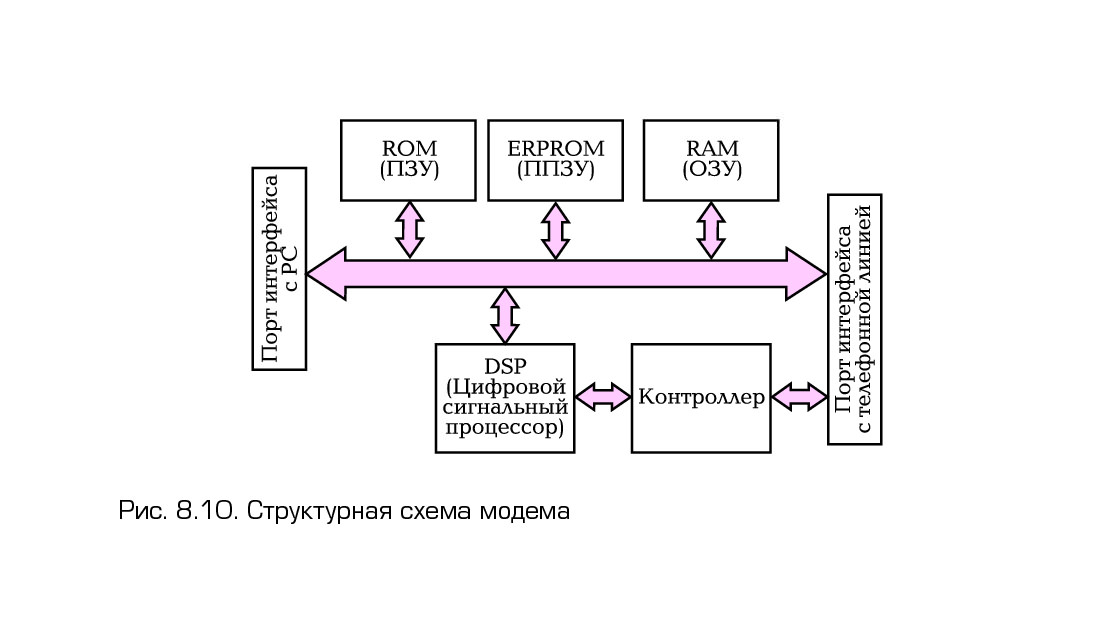 ROM
(ПЗУ)
ERPROM
(ППЗУ)
RAM
(ОЗУ)
Порт интерфейса
с PC
Порт интерфейса
с телефонной линией
DSP
(Цифровой
сигнальный
процессор)
Контроллер
Рис. 8.10. Структурная схема модема